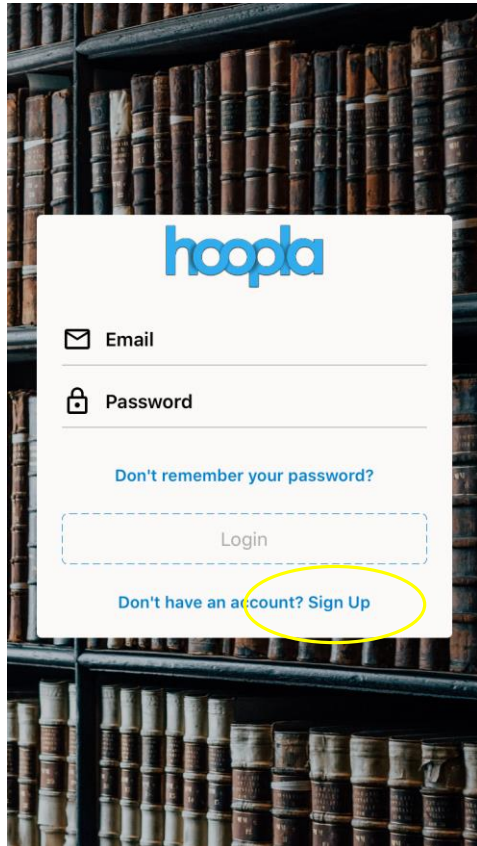 hoopla
Email
Password
Don't remember your password?
Login
Don't have an account? Sign Up